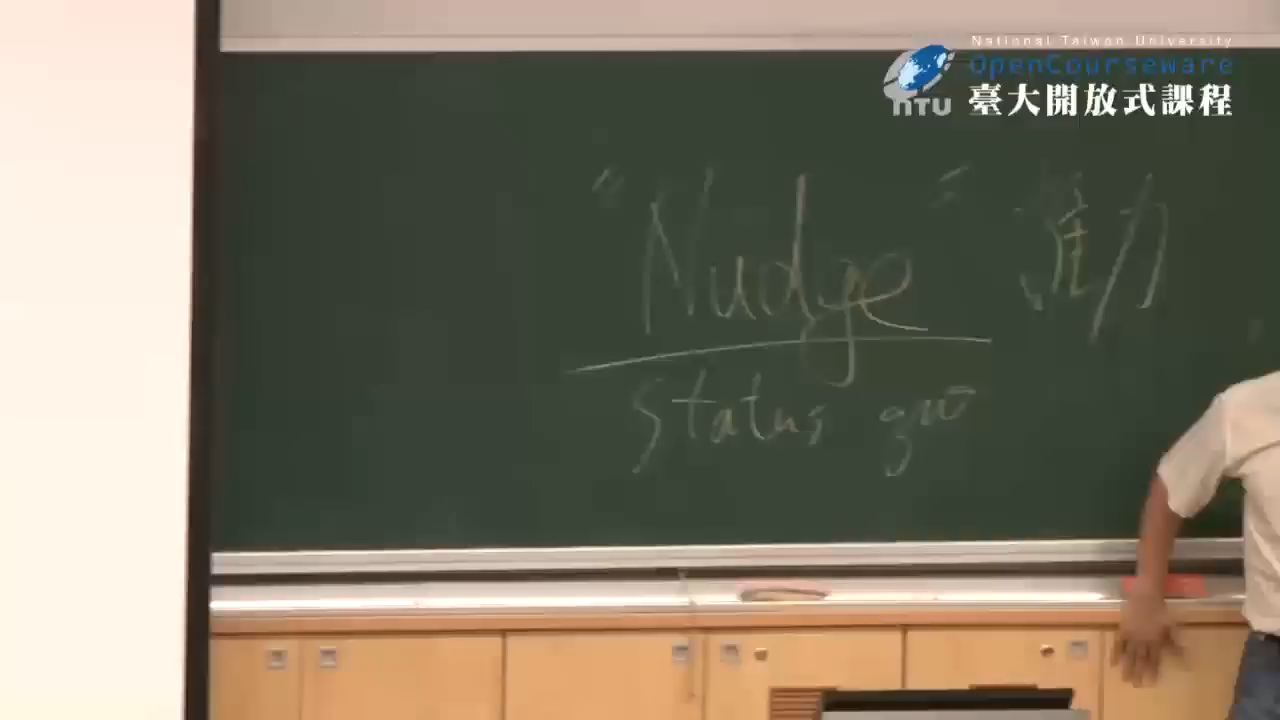 National Taiwan University
OpenCourseware
NTU 臺大開放式課程
"Nudge" 推力
Status quo